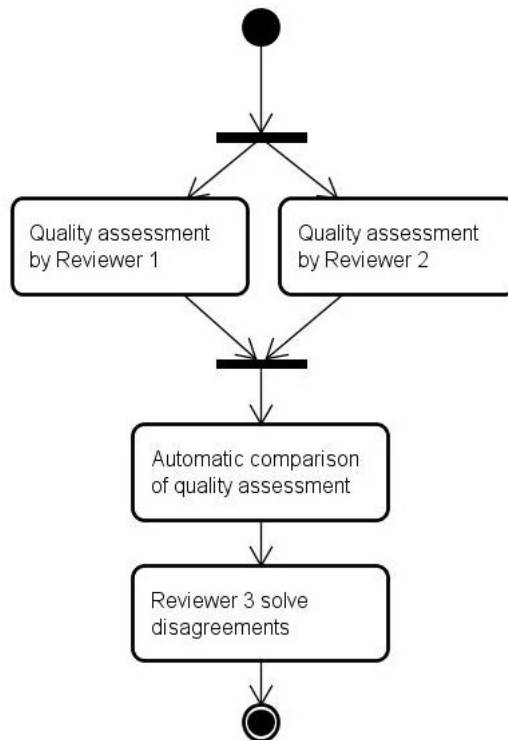 Quality assessment
by Reviewer 1
Quality assessment
by Reviewer 2
Automatic comparison
of quality assessment
Reviewer 3 solve
disagreements